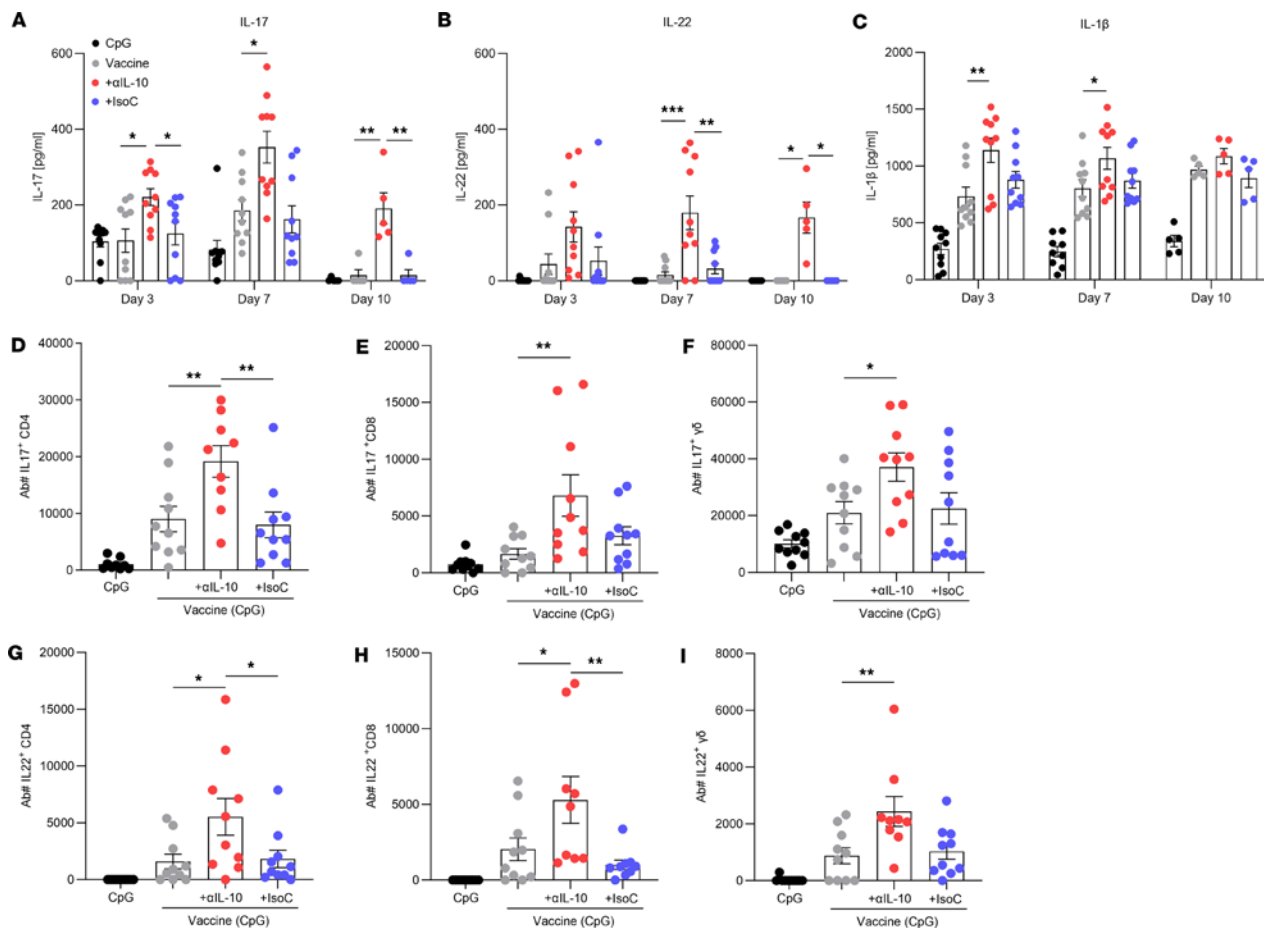 A
IL-17
CpG
Vaccine
+αIL-10
+IsoC
IL-17 [pg/ml]
600
400
200
0
*
*
*
**
**
Day 3
Day 7
Day 10
B
IL-22
IL-22 [pg/ml]
600
400
200
0
***
**
*
*
Day 3
Day 7
Day 10
C
IL-1β
IL-1β [pg/ml]
2000
1500
1000
500
0
**
*
Day 3
Day 7
Day 10
D
Ab# IL17⁺ CD4
40000
30000
20000
10000
0
**
**
CpG
+αIL-10
+IsoC
Vaccine (CpG)
E
Ab# IL17 ⁺CD8
20000
15000
10000
5000
0
**
CpG
+αIL-10
+IsoC
Vaccine (CpG)
F
Ab# IL17⁺ γδ
80000
60000
40000
20000
0
*
CpG
+αIL-10
+IsoC
Vaccine (CpG)
G
Ab# IL22⁺ CD4
20000
15000
10000
5000
0
*
*
CpG
+αIL-10
+IsoC
Vaccine (CpG)
H
Ab# IL22 ⁺CD8
15000
10000
5000
0
*
**
CpG
+αIL-10
+IsoC
Vaccine (CpG)
I
Ab# IL22⁺ γδ
8000
6000
4000
2000
0
**
CpG
+αIL-10
+IsoC
Vaccine (CpG)